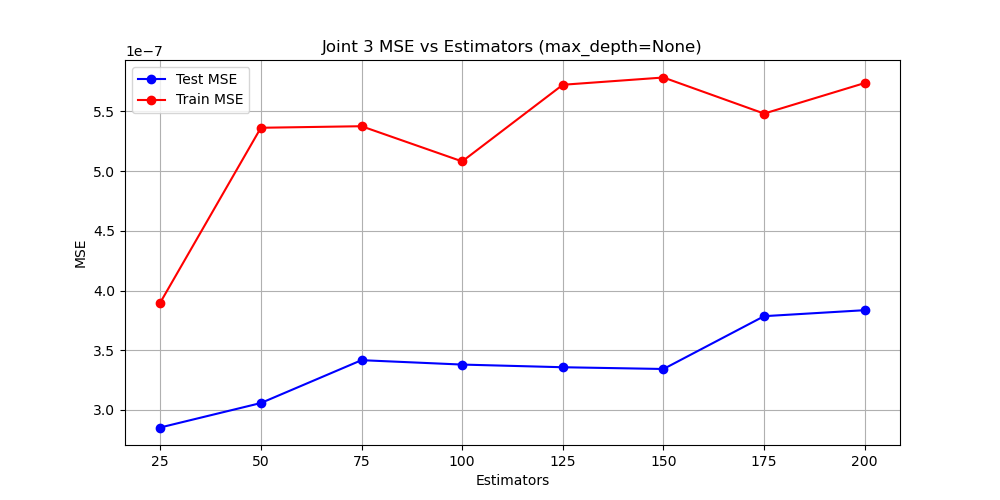 Joint 3 MSE vs Estimators (max_depth=None)
1e−7
Test MSE
Train MSE
5.5
5.0
4.5
4.0
3.5
3.0
MSE
25 50 75 100 125 150 175 200
Estimators